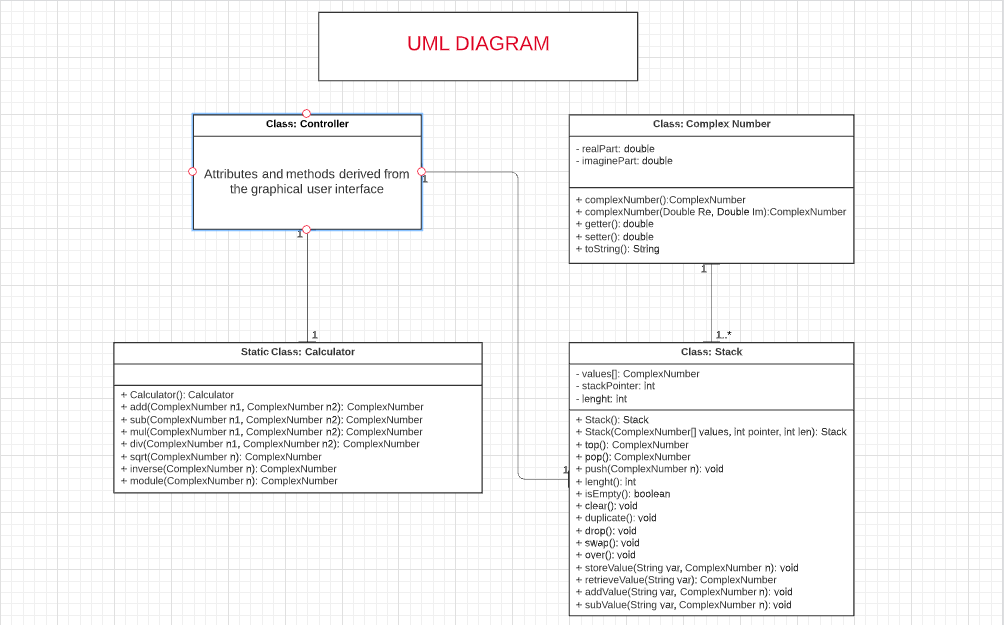 UML DIAGRAM
Class: Controller
Attributes and methods derived from
the graphical user interface
1
1
1
Static Class: Calculator
+ Calculator(): Calculator
+ add(ComplexNumber n1, ComplexNumber n2): ComplexNumber
+ sub(ComplexNumber n1, ComplexNumber n2): ComplexNumber
+ mul(ComplexNumber n1, ComplexNumber n2): ComplexNumber
+ div(ComplexNumber n1, ComplexNumber n2): ComplexNumber
+ sqrt(ComplexNumber n): ComplexNumber
+ inverse(ComplexNumber n): ComplexNumber
+ module(ComplexNumber n): ComplexNumber
Class: Complex Number
- realPart: double
- imaginePart: double
+ complexNumber():ComplexNumber
+ complexNumber(Double Re, Double Im):ComplexNumber
+ getter(): double
+ setter(): double
+ toString(): String
1
1..*
1
Class: Stack
- values[]: ComplexNumber
- stackPointer: int
- lenght: int
+ Stack(): Stack
+ Stack(ComplexNumber[] values, int pointer, int len): Stack
+ top(): ComplexNumber
+ pop(): ComplexNumber
+ push(ComplexNumber n): void
+ lenght(): int
+ isEmpty(): boolean
+ clear(): void
+ duplicate(): void
+ drop(): void
+ swap(): void
+ over(): void
+ storeValue(String var, ComplexNumber n): void
+ retrieveValue(String var): ComplexNumber
+ addValue(String var, ComplexNumber n): void
+ subValue(String var, ComplexNumber n): void